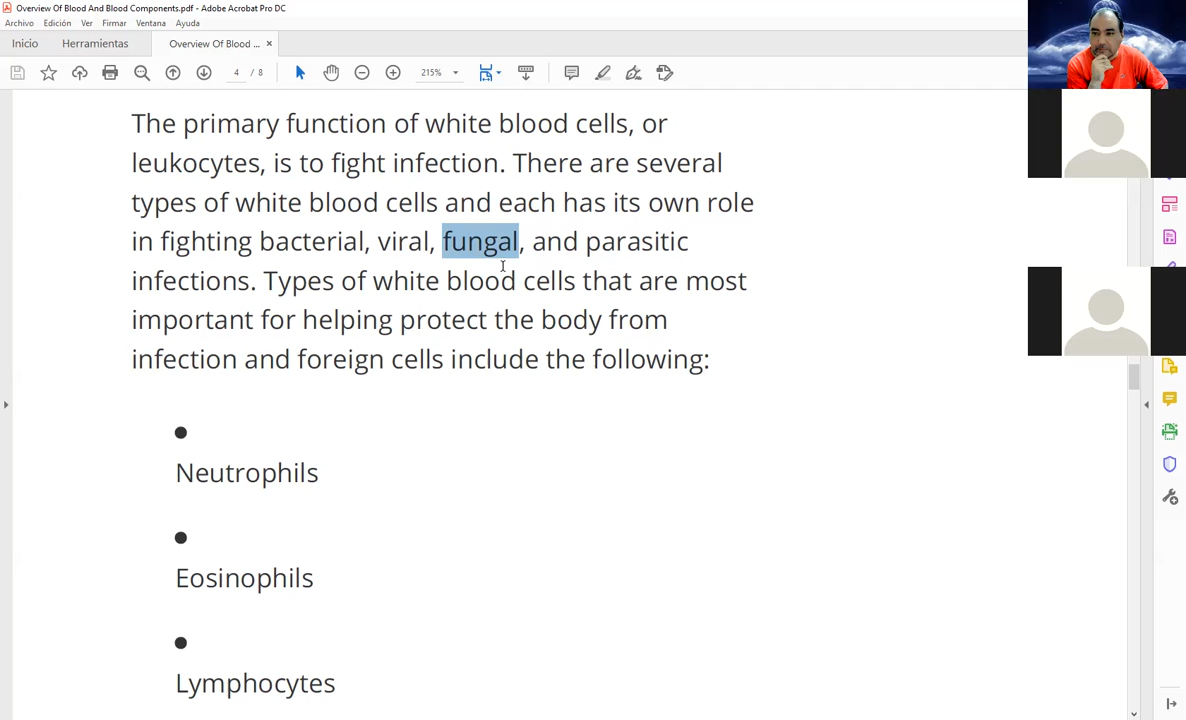 Overview Of Blood And Blood Components.pdf - Adobe Acrobat Pro DC
Archivo Edición Ver Firmar Ventana Ayuda
Inicio Herramientas Overview Of Blood ... ×
4 / 8 215%
The primary function of white blood cells, or
leukocytes, is to fight infection. There are several
types of white blood cells and each has its own role
in fighting bacterial, viral, fungal, and parasitic
infections. Types of white blood cells that are most
important for helping protect the body from
infection and foreign cells include the following:
•
Neutrophils
•
Eosinophils
•
Lymphocytes